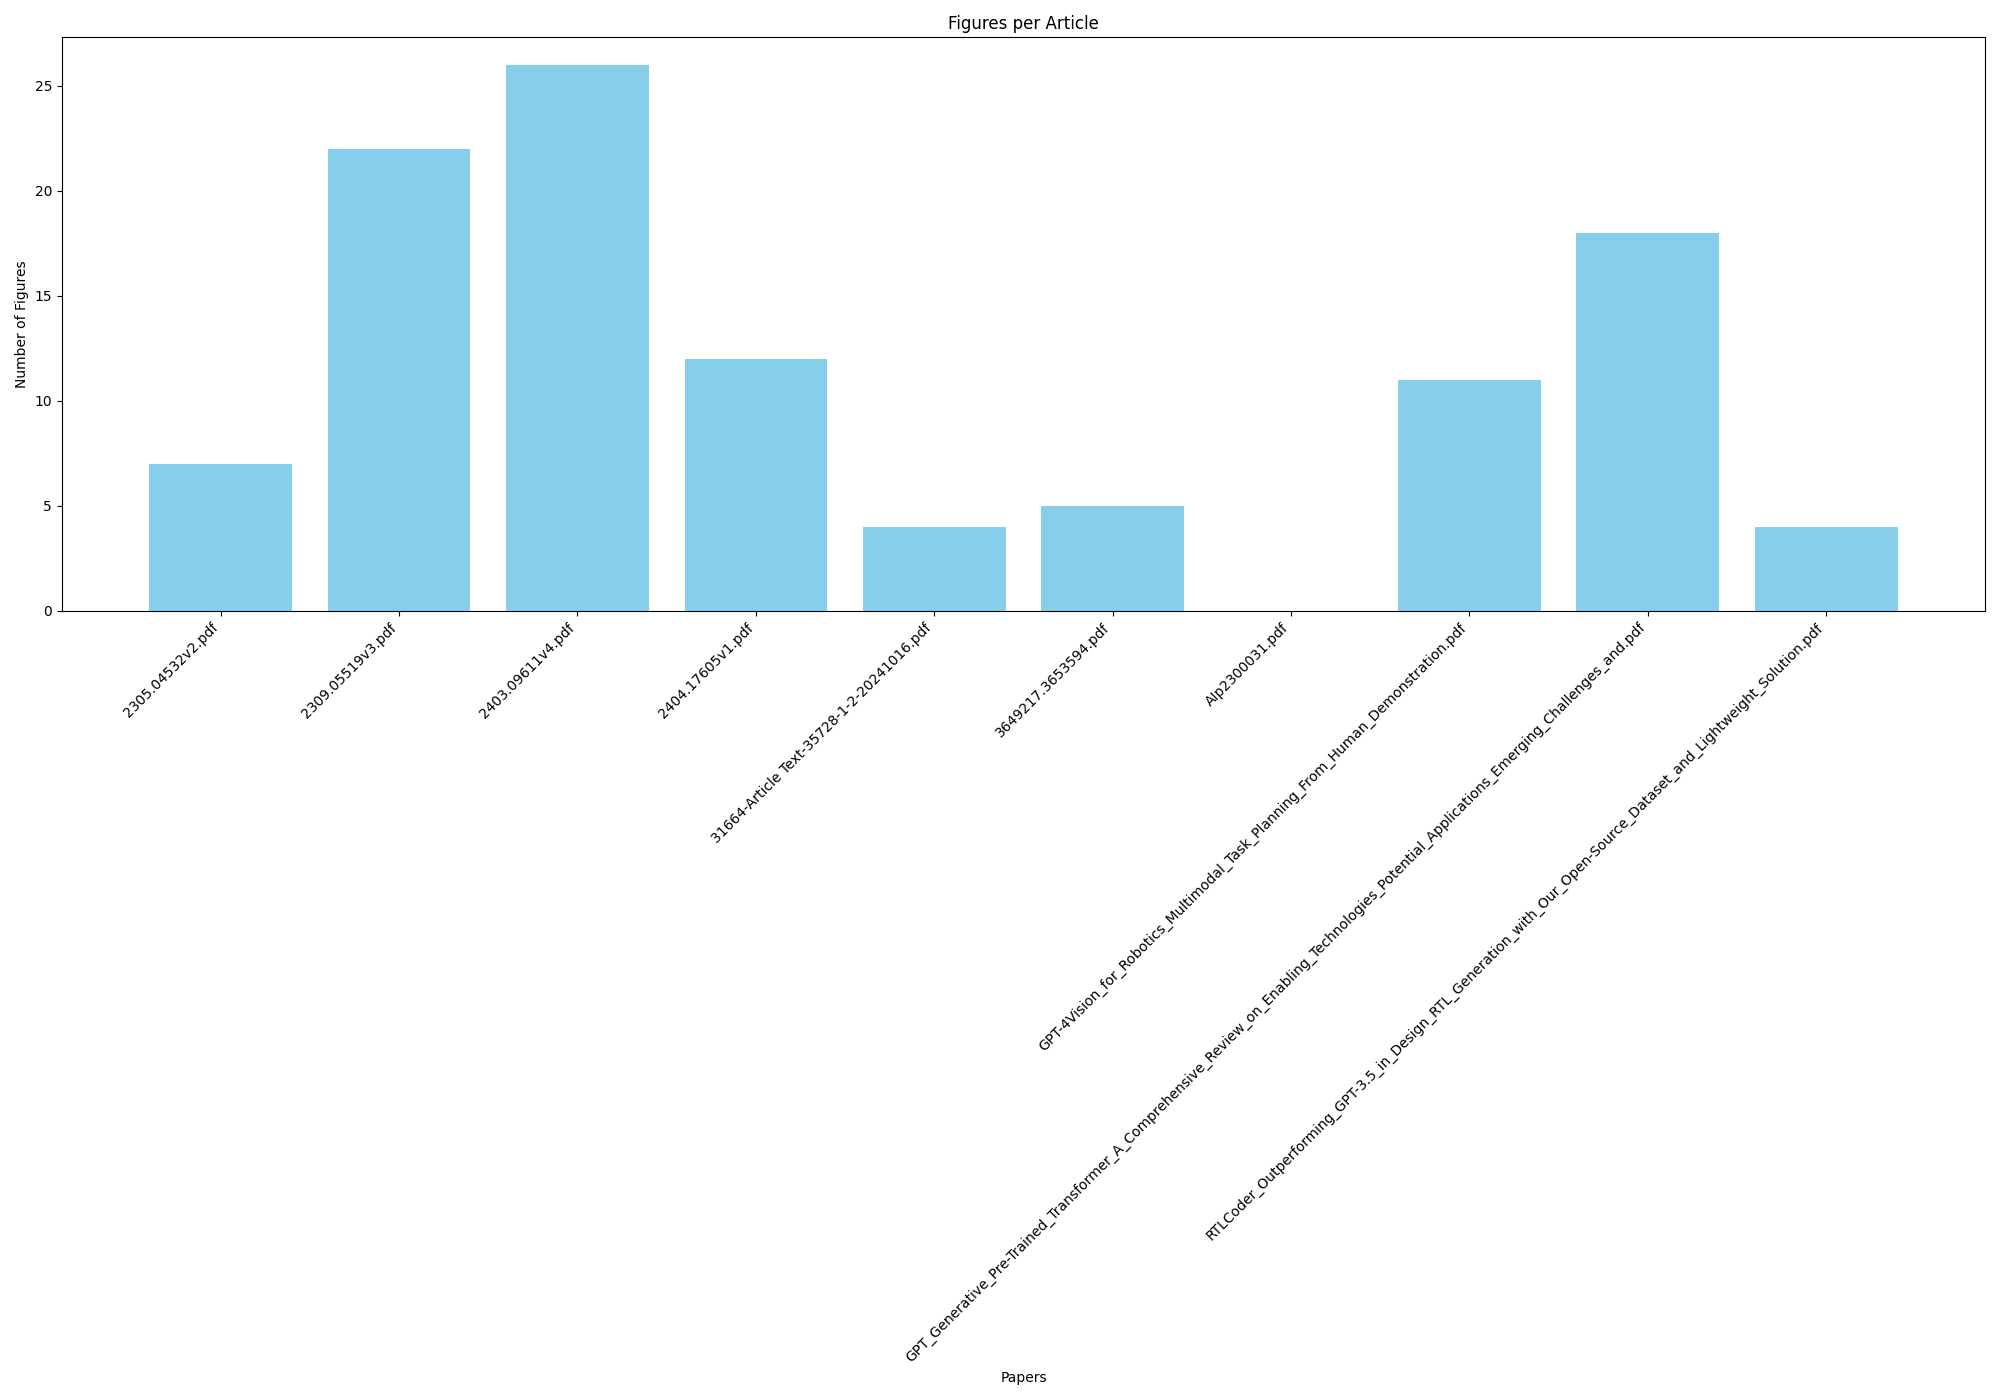 Figures per Article
Number of Figures
25
20
15
10
5
0
2305.04532v2.pdf
2309.05519v3.pdf
2403.09611v4.pdf
2404.17605v1.pdf
31664-Article Text-35728-1-2-20241016.pdf
3649217.3653594.pdf
AIp2300031.pdf
GPT-4Vision_for_Robotics_Multimodal_Task_Planning_From_Human_Demonstration.pdf
GPT_Generative_Pre-Trained_Transformer_A_Comprehensive_Review_on_Enabling_Technologies_Potential_Applications_Emerging_Challenges_and.pdf
RTLCoder_Outperforming_GPT-3.5_in_Design_RTL_Generation_with_Our_Open-Source_Dataset_and_Lightweight_Solution.pdf
Papers